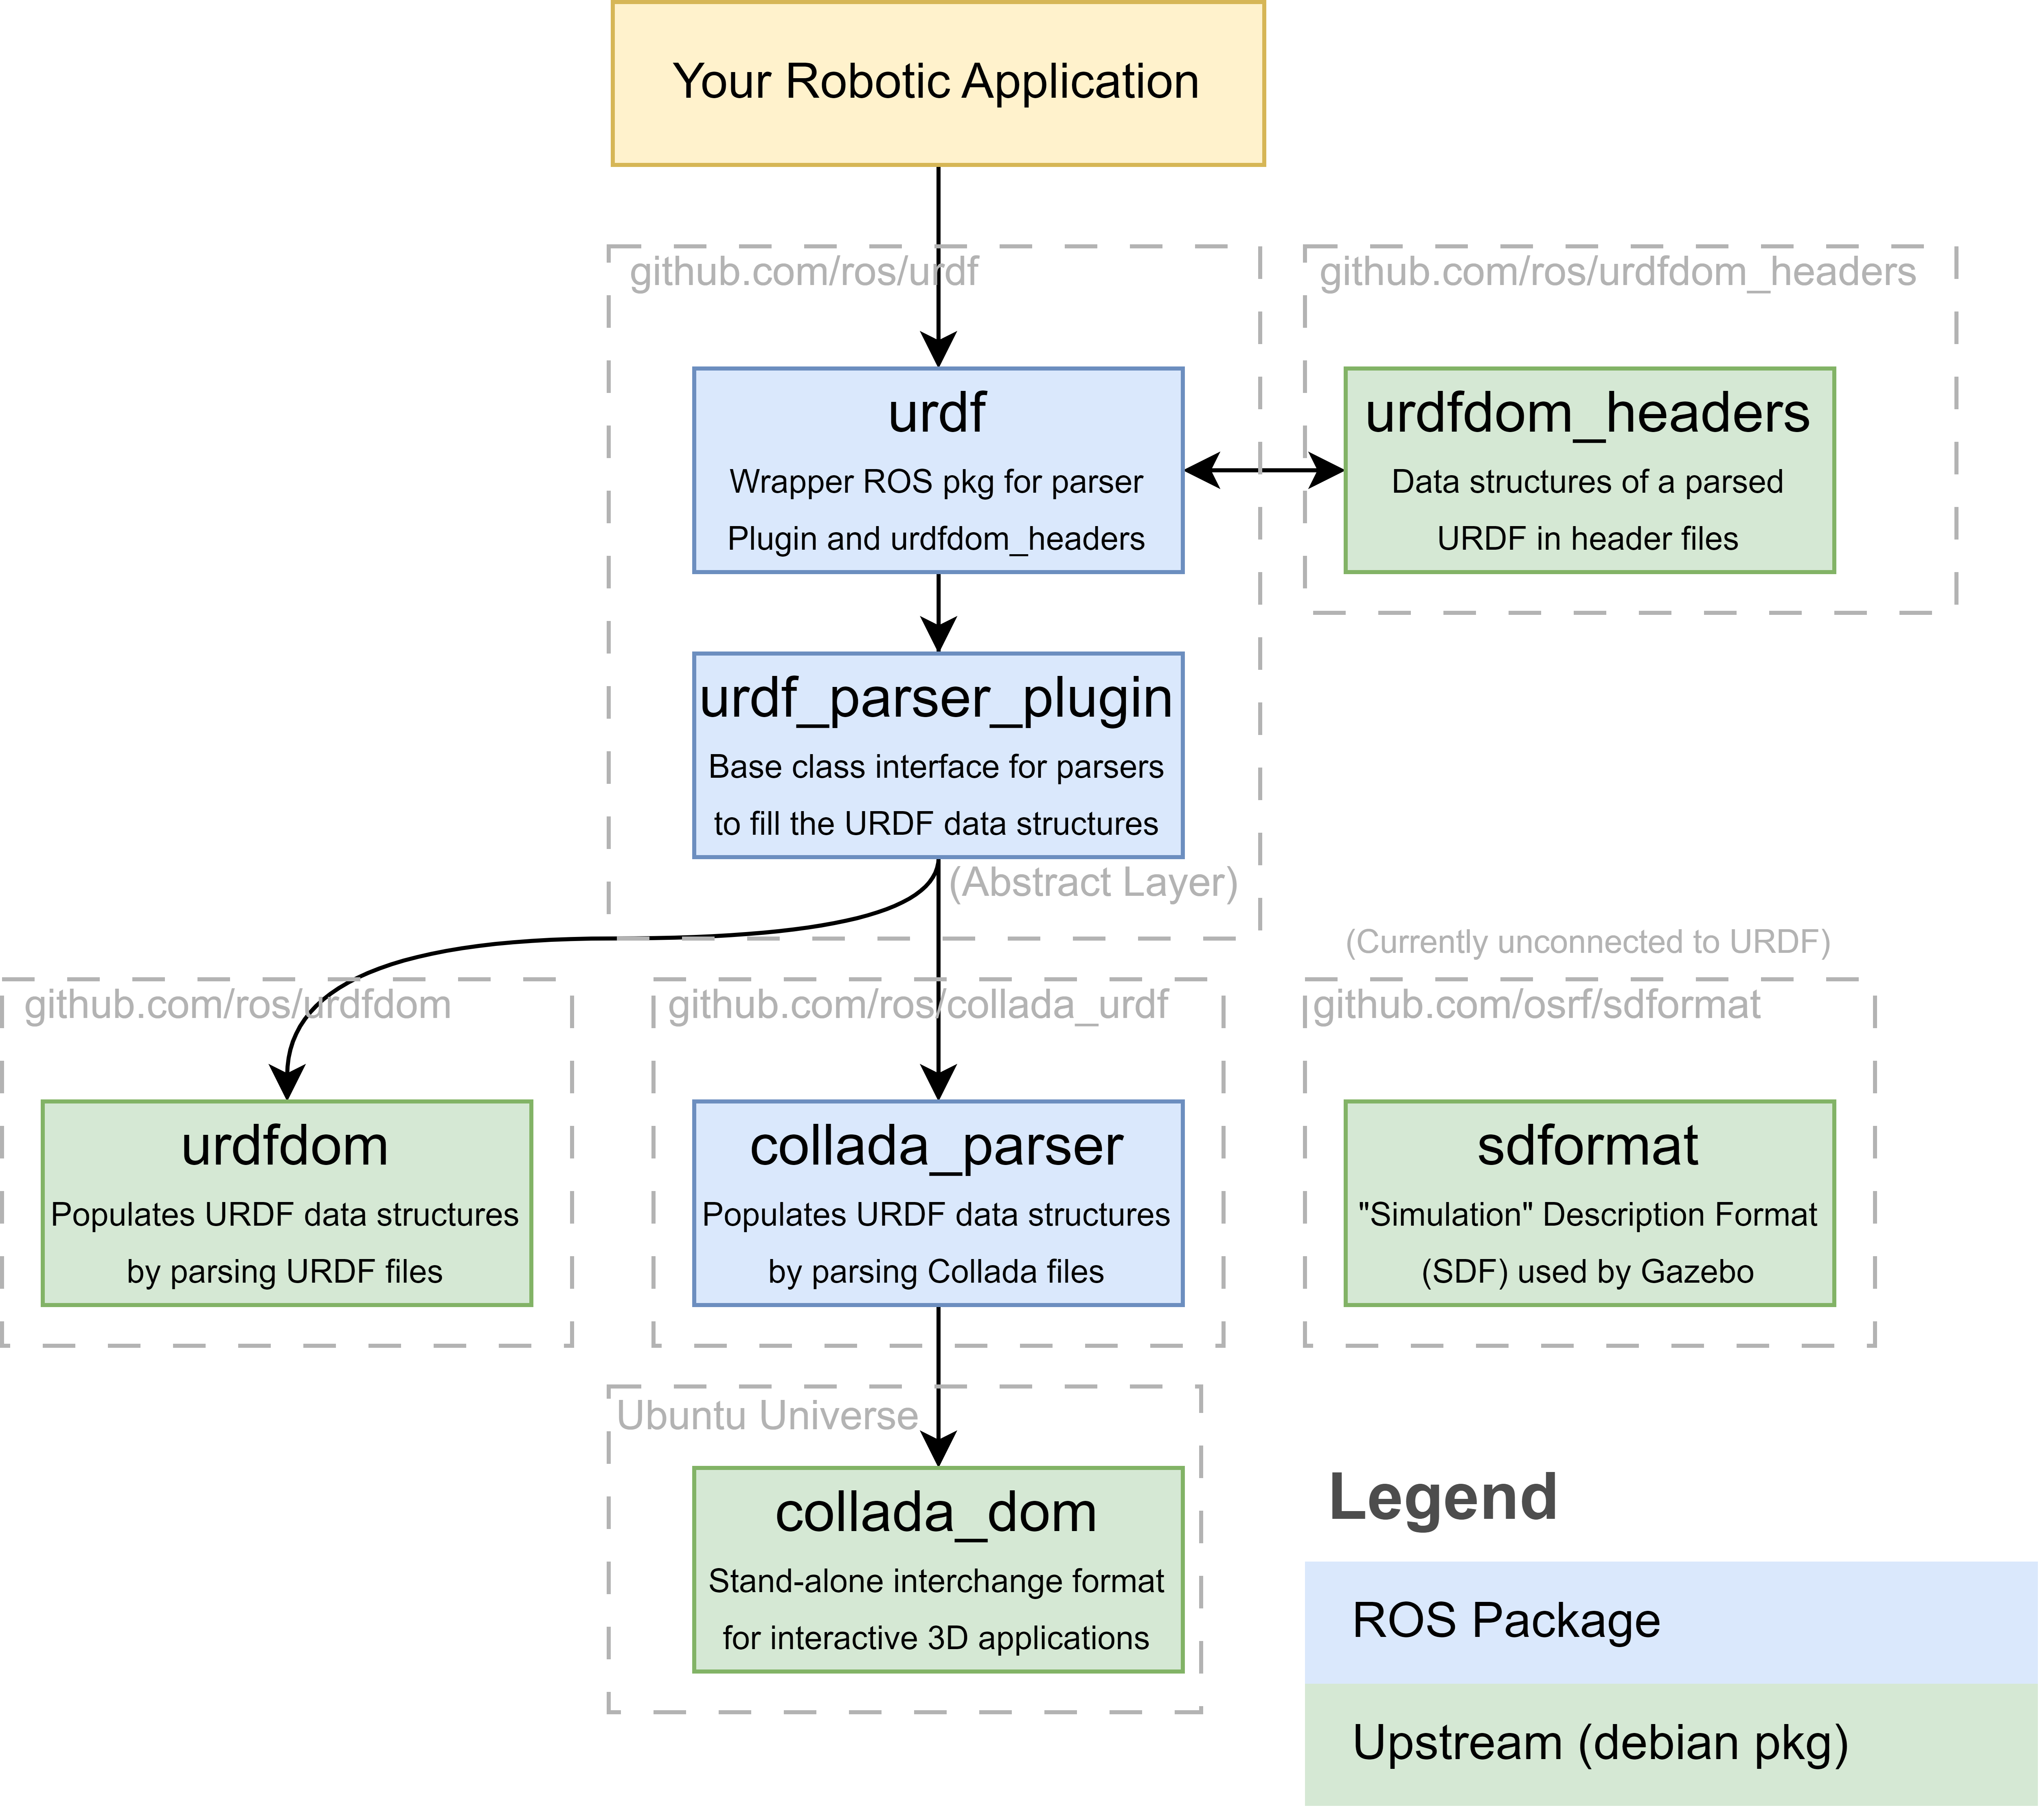 Your Robotic Application
github.com/ros/urdf
github.com/ros/urdfdom_headers
urdf
Wrapper ROS pkg for parser
Plugin and urdfdom_headers
urdfdom_headers
Data structures of a parsed
URDF in header files
urdf_parser_plugin
Base class interface for parsers
to fill the URDF data structures
(Abstract Layer)
(Currently unconnected to URDF)
github.com/ros/urdfdom
github.com/ros/collada_urdf
github.com/osrf/sdformat
urdfdom
Populates URDF data structures
by parsing URDF files
collada_parser
Populates URDF data structures
by parsing Collada files
sdformat
"Simulation" Description Format
(SDF) used by Gazebo
Ubuntu Universe
collada_dom
Stand-alone interchange format
for interactive 3D applications
Legend
ROS Package
Upstream (debian pkg)